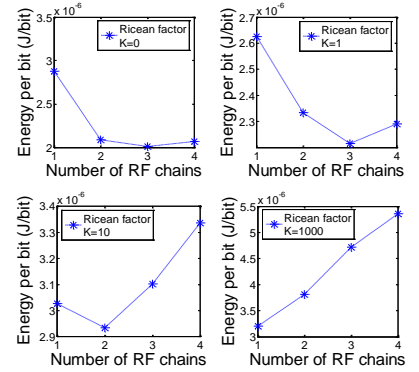 x 10^-6
Energy per bit (J/bit)
3.5
3
2.5
2
Ricean factor
K=0
1 2 3 4
Number of RF chains
x 10^-6
Energy per bit (J/bit)
2.7
2.6
2.5
2.4
2.3
Ricean factor
K=1
1 2 3 4
Number of RF chains
x 10^-6
Energy per bit (J/bit)
3.4
3.3
3.2
3.1
3
2.9
Ricean factor
K=10
1 2 3 4
Number of RF chains
x 10^-6
Energy per bit (J/bit)
5.5
5
4.5
4
3.5
3
Ricean factor
K=1000
1 2 3 4
Number of RF chains